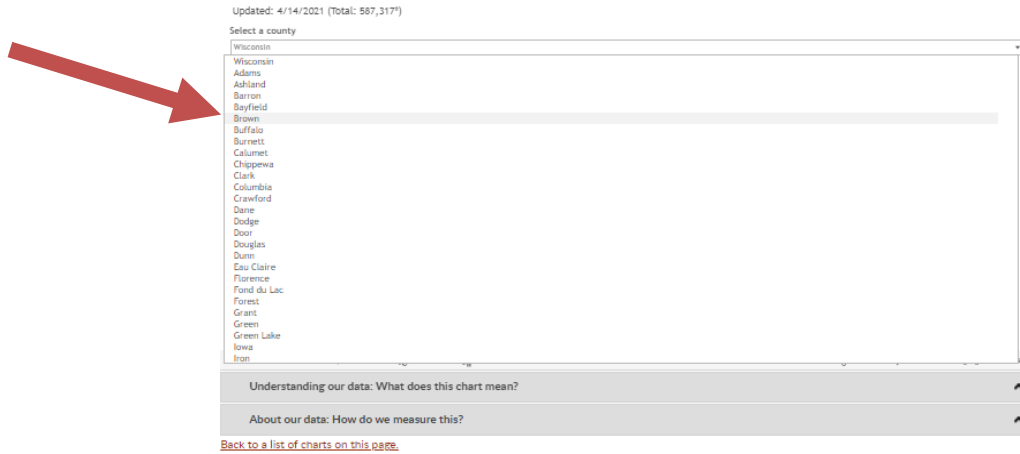 Updated: 4/14/2021 (Total: 587,317*)
Select a county
Wisconsin
Wisconsin
Adams
Ashland
Barron
Bayfield
Brown
Buffalo
Burnett
Calumet
Chippewa
Clark
Columbia
Crawford
Dane
Dodge
Door
Douglas
Dunn
Eau Claire
Florence
Fond du Lac
Forest
Grant
Green
Green Lake
Iowa
Iron
Understanding our data: What does this chart mean?
About our data: How do we measure this?
Back to a list of charts on this page.